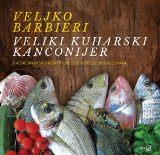 VELJKO
BARBIERI
VELIKI KUHARSKI
KANCONIJER